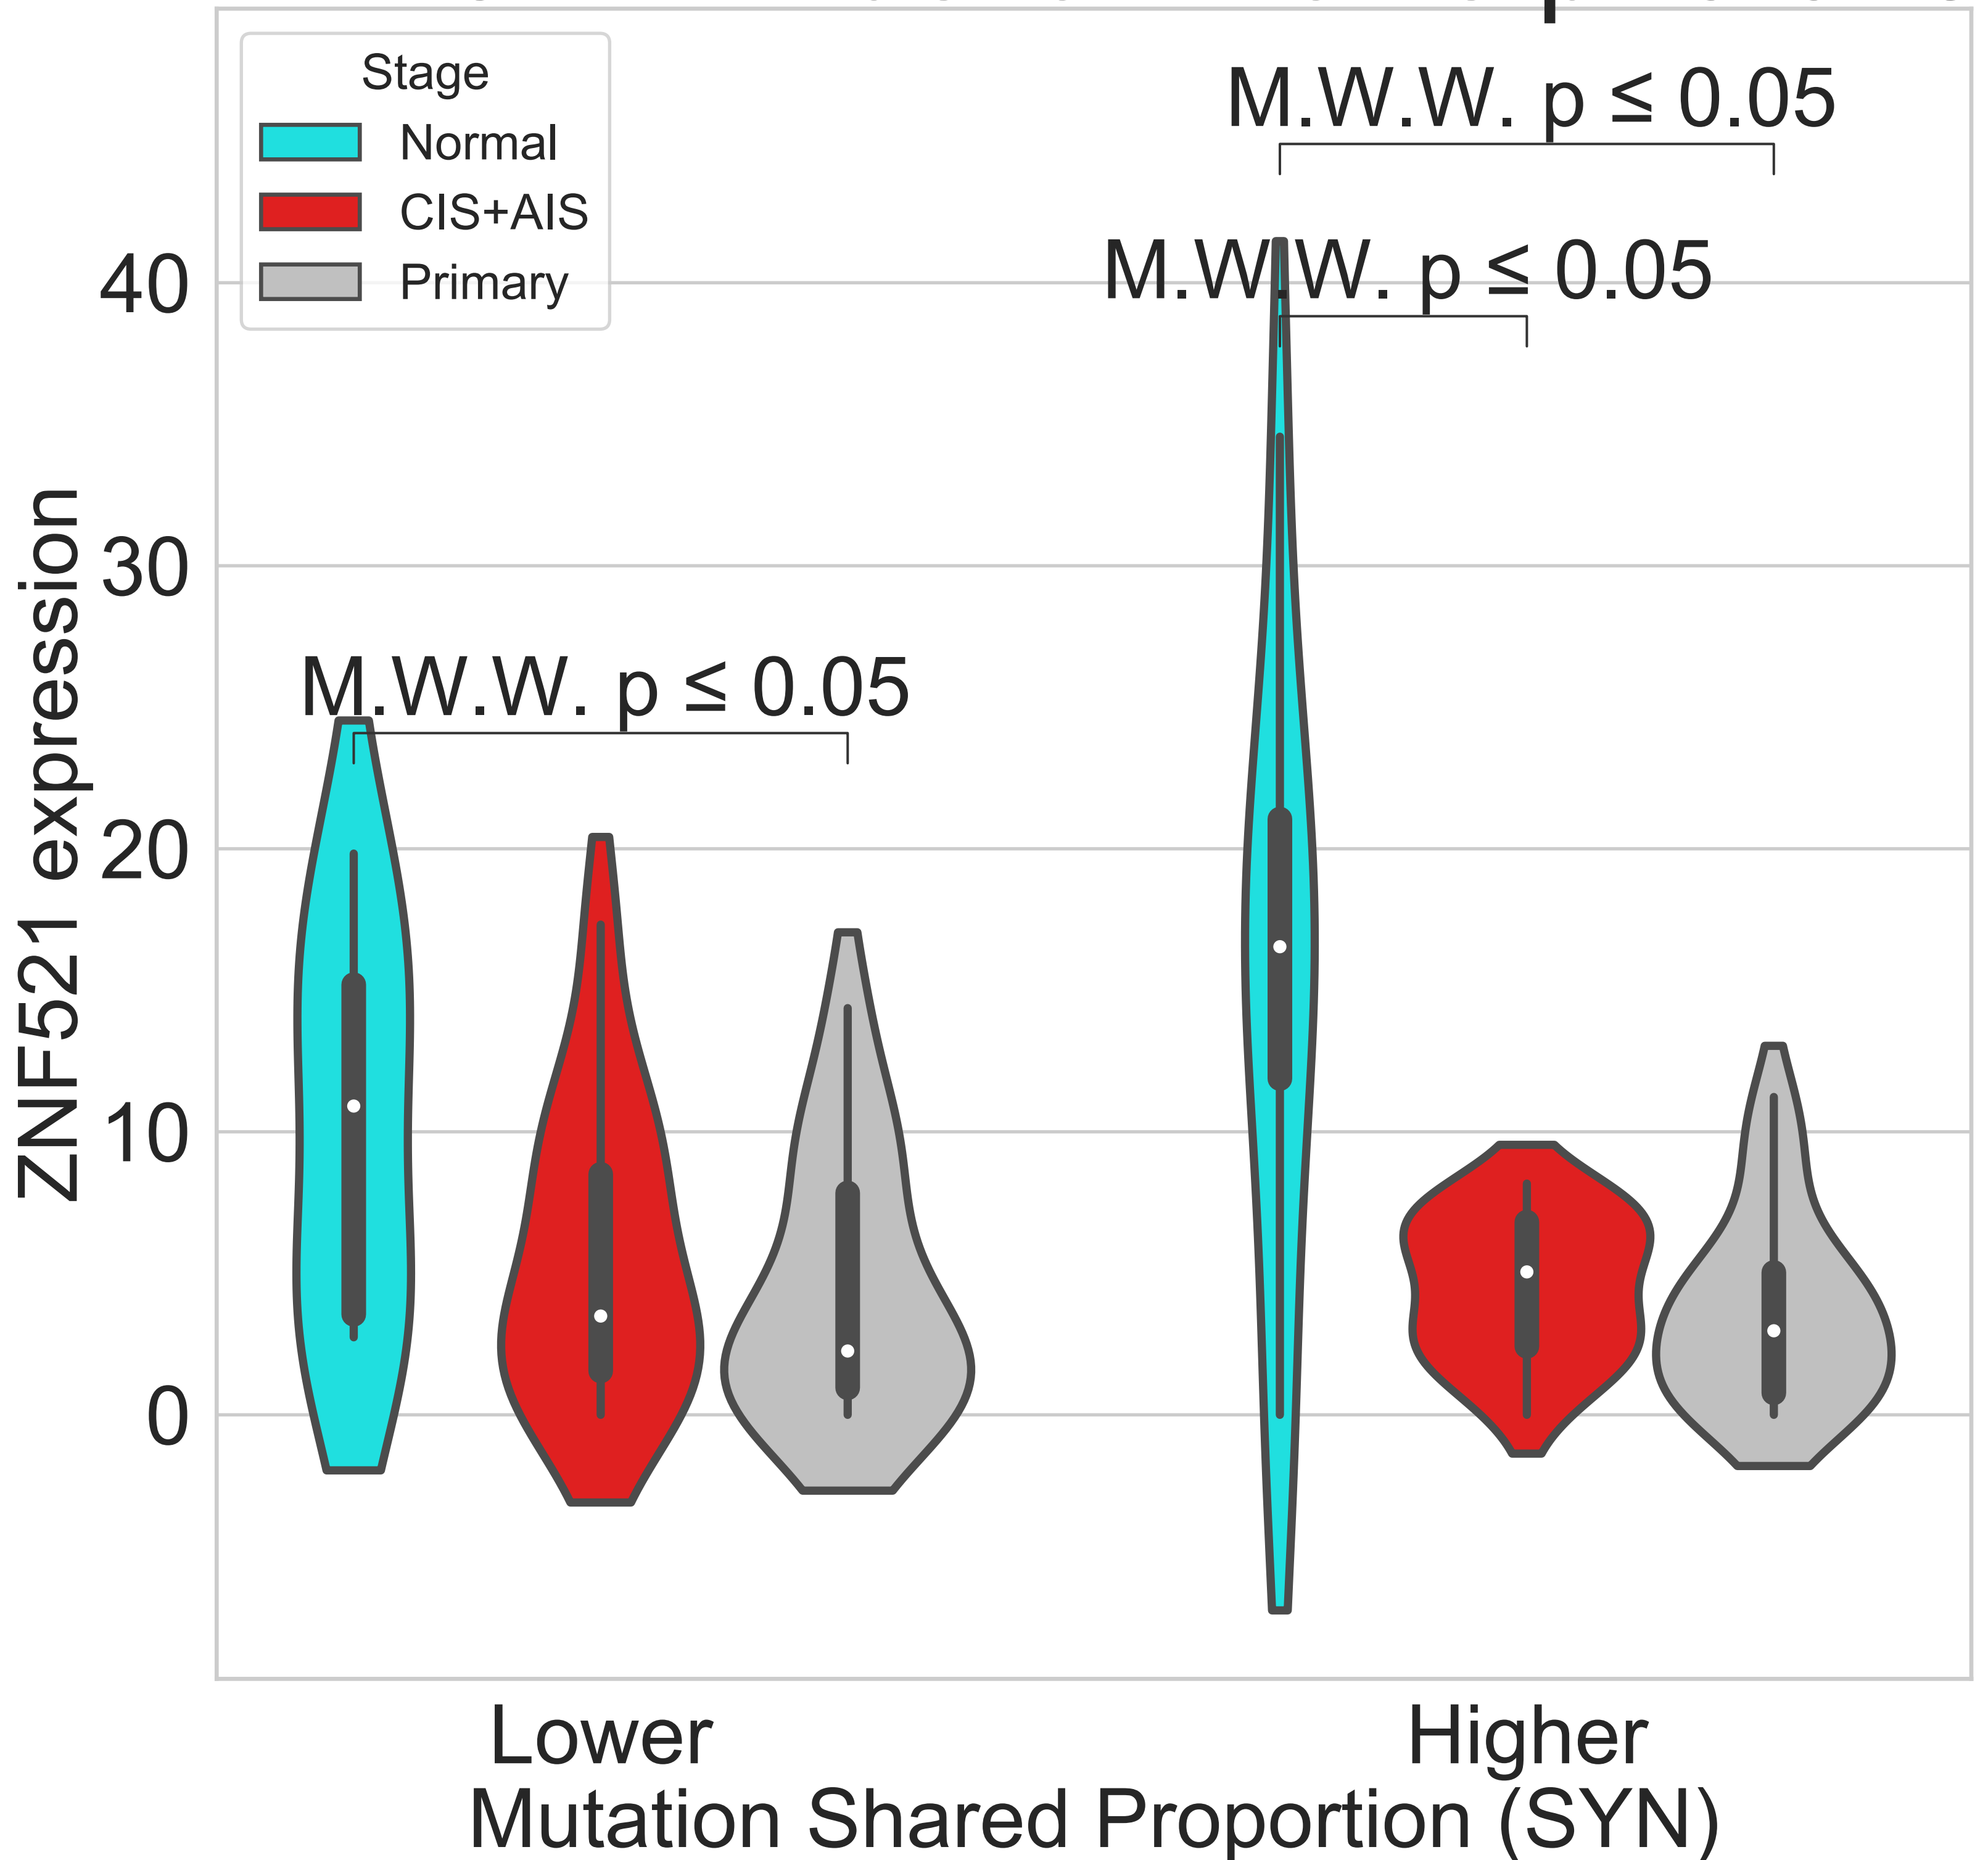 Stage
Normal
CIS+AIS
Primary
M.W.W. p ≤ 0.05
M.W.W. p ≤ 0.05
M.W.W. p ≤ 0.05
40
30
20
10
0
ZNF521 expression
Lower
Higher
Mutation Shared Proportion (SYN)